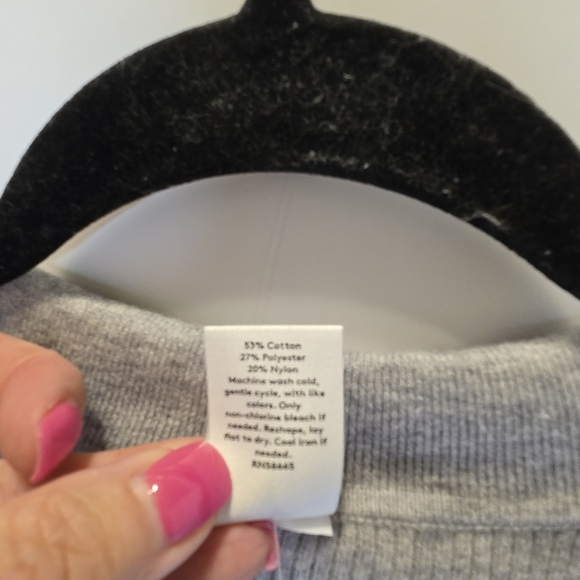 53% Cotton
27% Polyester
20% Nylon
Machine wash cold,
gentle cycle, with like
colors. Only
non-chlorine bleach if
needed. Reshape, lay
flat to dry. Cool iron if
needed.
RN58445